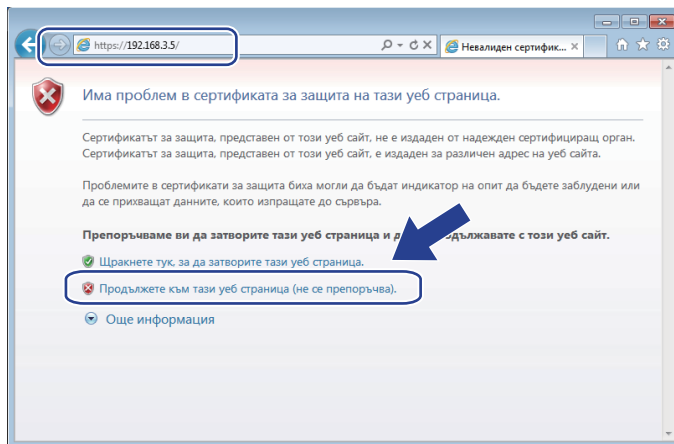 https://192.168.3.5/
Невалиден сертифик...
Има проблем в сертификата за защита на тази уеб страница.
Сертификатът за защита, представен от този уеб сайт, не е издаден от надежден сертифициращ орган.
Сертификатът за защита, представен от този уеб сайт, е издаден за различен адрес на уеб сайта.
Проблемите в сертификати за защита биха могли да бъдат индикатор на опит да бъдете заблудени или
да се прихващат данните, които изпращате до сървъра.
Препоръчваме ви да затворите тази уеб страница и с този уеб сайт.
Щракнете тук, за да затворите тази уеб страница.
Продължете към тази уеб страница (не се препоръчва).
Още информация